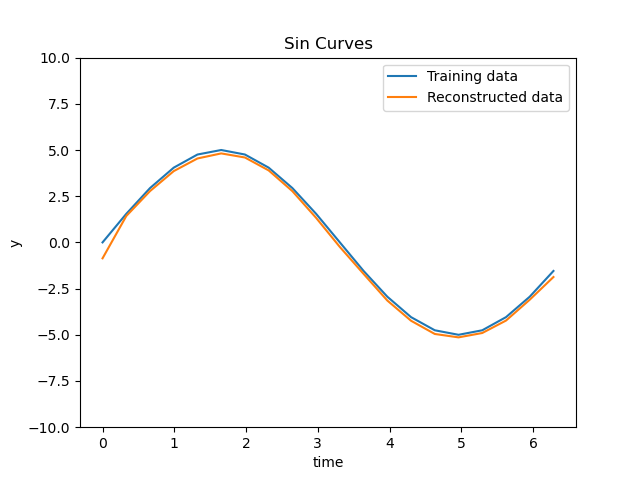 Sin Curves
Training data
Reconstructed data
10.0
7.5
5.0
2.5
0.0
−2.5
−5.0
−7.5
−10.0
y
0 1 2 3 4 5 6
time